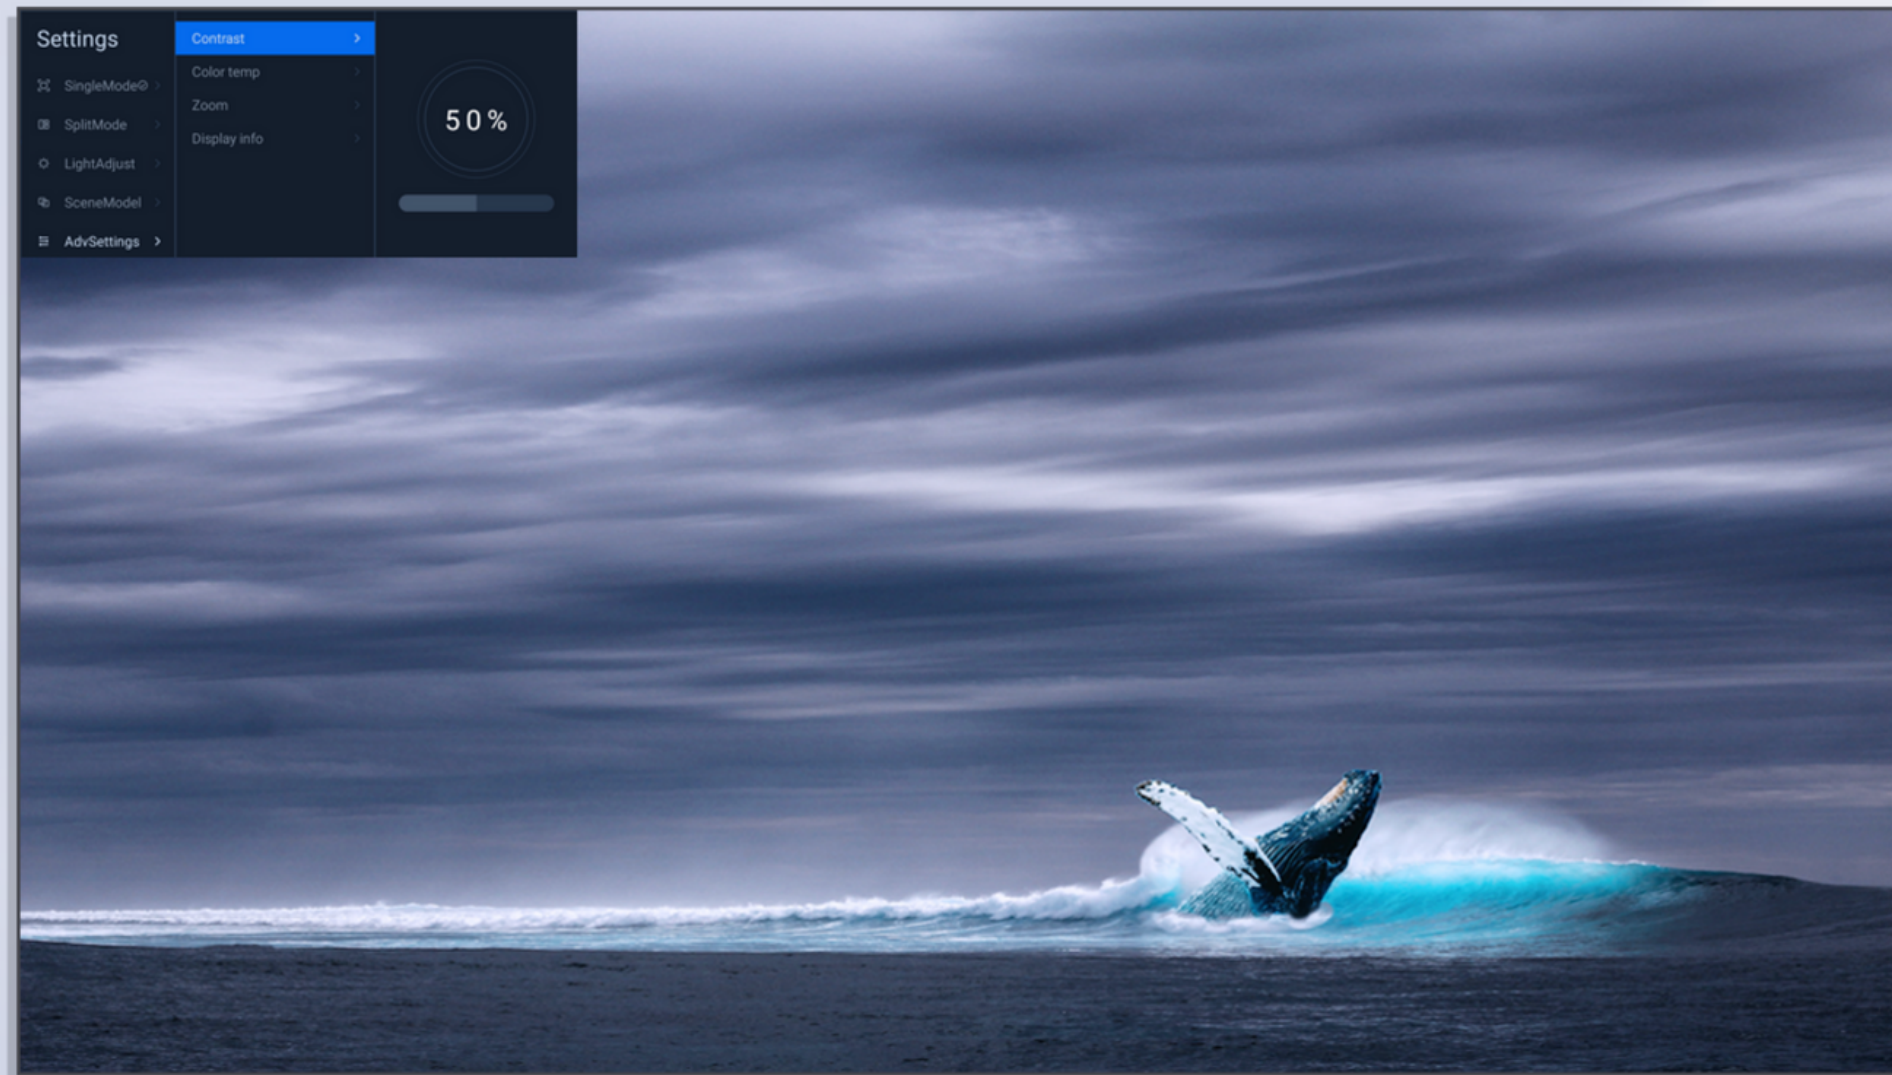 Settings
SingleMode
SplitMode
LightAdjust
SceneModel
AdvSettings
Contrast
Color temp
Zoom
Display info
50%